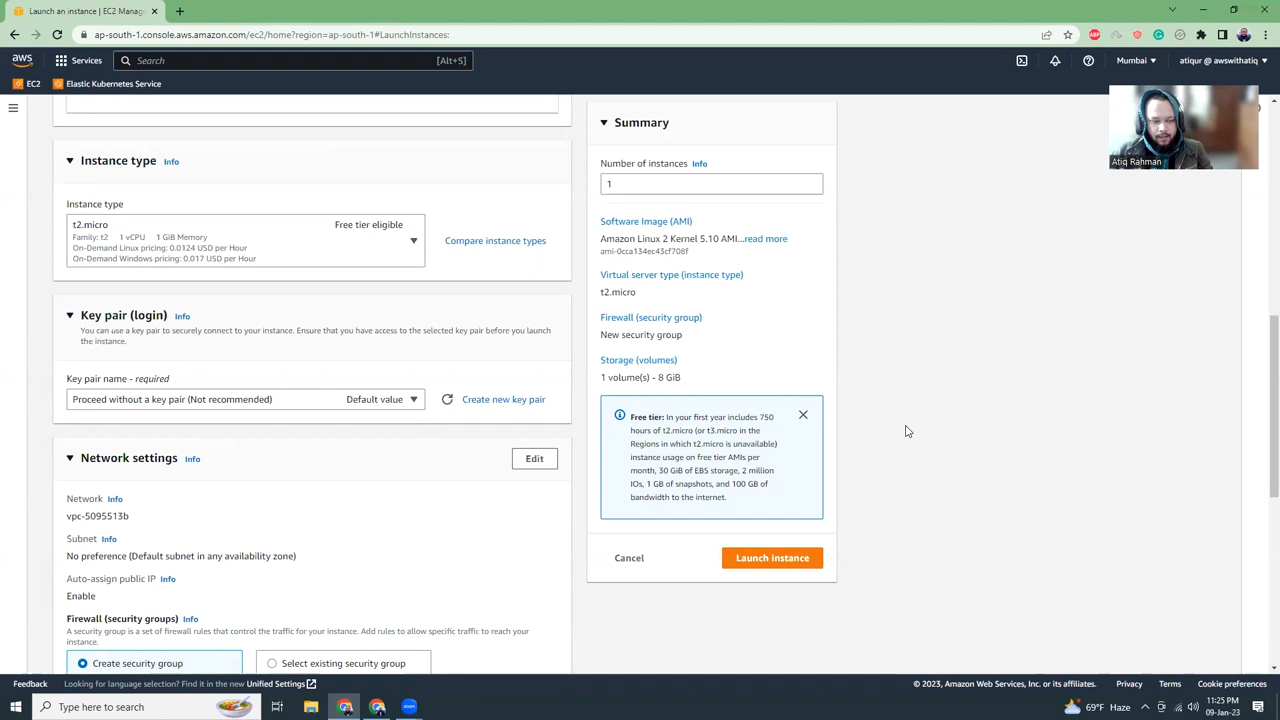 Launch an instance | EC2 Manag
ap-south-1.console.aws.amazon.com/ec2/home?region=ap-south-1#LaunchInstances:
aws Services Search [Alt+S] Mumbai atiqur @ awswithatiq
EC2 Elastic Kubernetes Service
Instance type Info
Instance type
t2.micro Free tier eligible
Family: t2 1 vCPU 1 GiB Memory
On-Demand Linux pricing: 0.0124 USD per Hour
On-Demand Windows pricing: 0.017 USD per Hour
Compare instance types
Key pair (login) Info
You can use a key pair to securely connect to your instance. Ensure that you have access to the selected key pair before you launch
the instance.
Key pair name - required
Proceed without a key pair (Not recommended) Default value Create new key pair
Network settings Info Edit
Network Info
vpc-5095513b
Subnet Info
No preference (Default subnet in any availability zone)
Auto-assign public IP Info
Enable
Firewall (security groups) Info
A security group is a set of firewall rules that control the traffic for your instance. Add rules to allow specific traffic to reach your
instance.
Create security group Select existing security group
Summary
Number of instances Info
1
Software Image (AMI)
Amazon Linux 2 Kernel 5.10 AMI...read more
ami-0cca134ec43cf708f
Virtual server type (instance type)
t2.micro
Firewall (security group)
New security group
Storage (volumes)
1 volume(s) - 8 GiB
Free tier: In your first year includes 750
hours of t2.micro (or t3.micro in the
Regions in which t2.micro is unavailable)
instance usage on free tier AMIs per
month, 30 GiB of EBS storage, 2 million
IOs, 1 GB of snapshots, and 100 GB of
bandwidth to the internet.
Cancel Launch instance
Atiq Rahman
Feedback Looking for language selection? Find it in the new Unified Settings © 2023, Amazon Web Services, Inc. or its affiliates. Privacy Terms Cookie preferences
Type here to search zoom 69°F Haze 11:25 PM
09-Jan-23